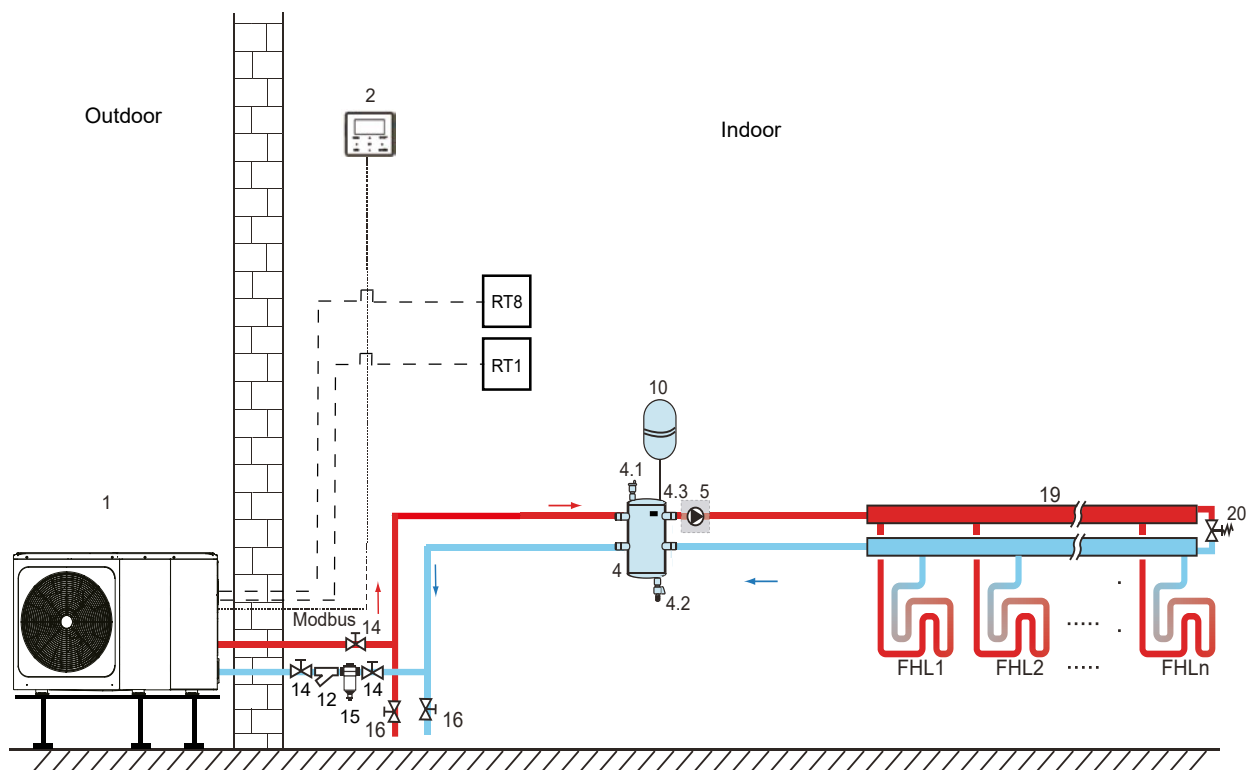 2
Outdoor
Indoor
RT8
RT1
10
4.1
4.3
5
19
1
20
4
4.2
Modbus
14
FHL1
FHL2
.....
.....
.
.
FHLn
14
12
14
15
16
16